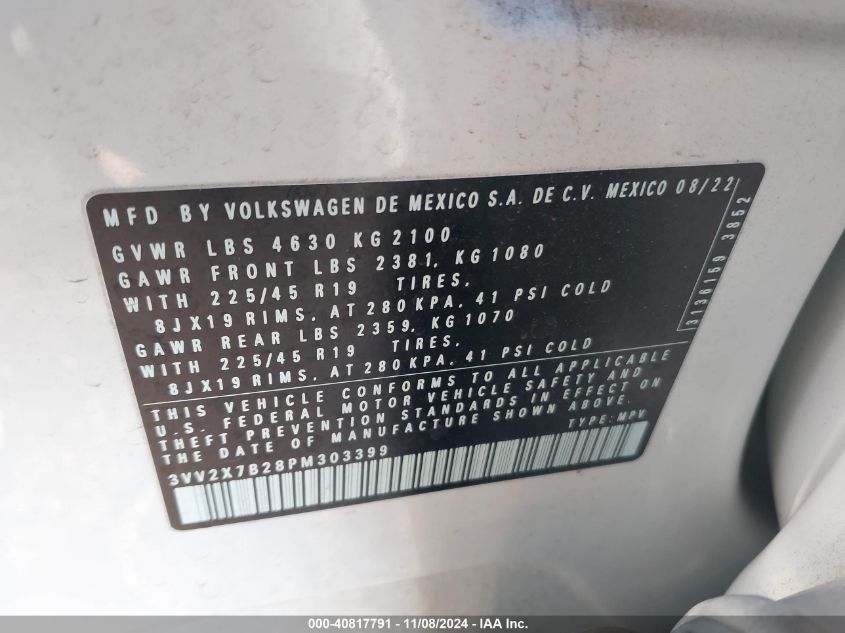 MFD BY VOLKSWAGEN DE MEXICO S.A. DE C.V. MEXICO 08/22
GVWR LBS 4630 KG 2100
GAWR FRONT LBS 2381, KG 1080
WITH 225/45 R19 TIRES,
8JX19 RIMS, AT 280 KPA, 41 PSI COLD
GAWR REAR LBS 2359, KG 1070
WITH 225/45 R19 TIRES,
8JX19 RIMS, AT 280 KPA, 41 PSI COLD
3136159 3852
THIS VEHICLE CONFORMS TO ALL APPLICABLE
U.S. FEDERAL MOTOR VEHICLE SAFETY AND
THEFT PREVENTION STANDARDS IN EFFECT ON
THE DATE OF MANUFACTURE SHOWN ABOVE.
3VV2X7B28PM303399 TYPE: MPV
000-40817791 - 11/08/2024 - IAA Inc.